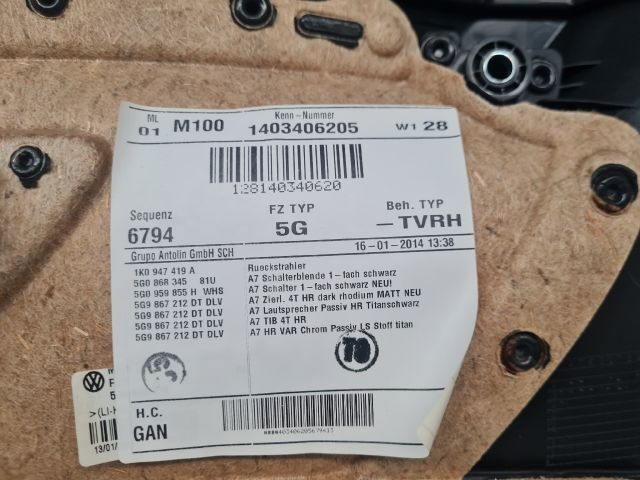 ML
01 M100
Kenn-Nummer
1403406205
W1 28
128140340620
Sequenz
6794
FZ TYP
5G
Beh. TYP
-TVRH
Grupo Antolin GmbH SCH
16-01-2014 13:38
1K0 947 419 A Rueckstrahler
5G0 868 345 81U A7 Schalterblende 1-fach schwarz
5G0 959 855 H WHS A7 Schalter 1-fach schwarz NEU!
5G9 867 212 DT DLV A7 Zierl. 4T HR dark rhodium MATT NEU
5G9 867 212 DT DLV A7 Lautsprecher Passiv HR Titanschwarz
5G9 867 212 DT DLV A7 TIB 4T HR
5G9 867 212 DT DLV A7 HR VAR Chrom Passiv LS Stoff titan
H.C.
GAN
13/01/